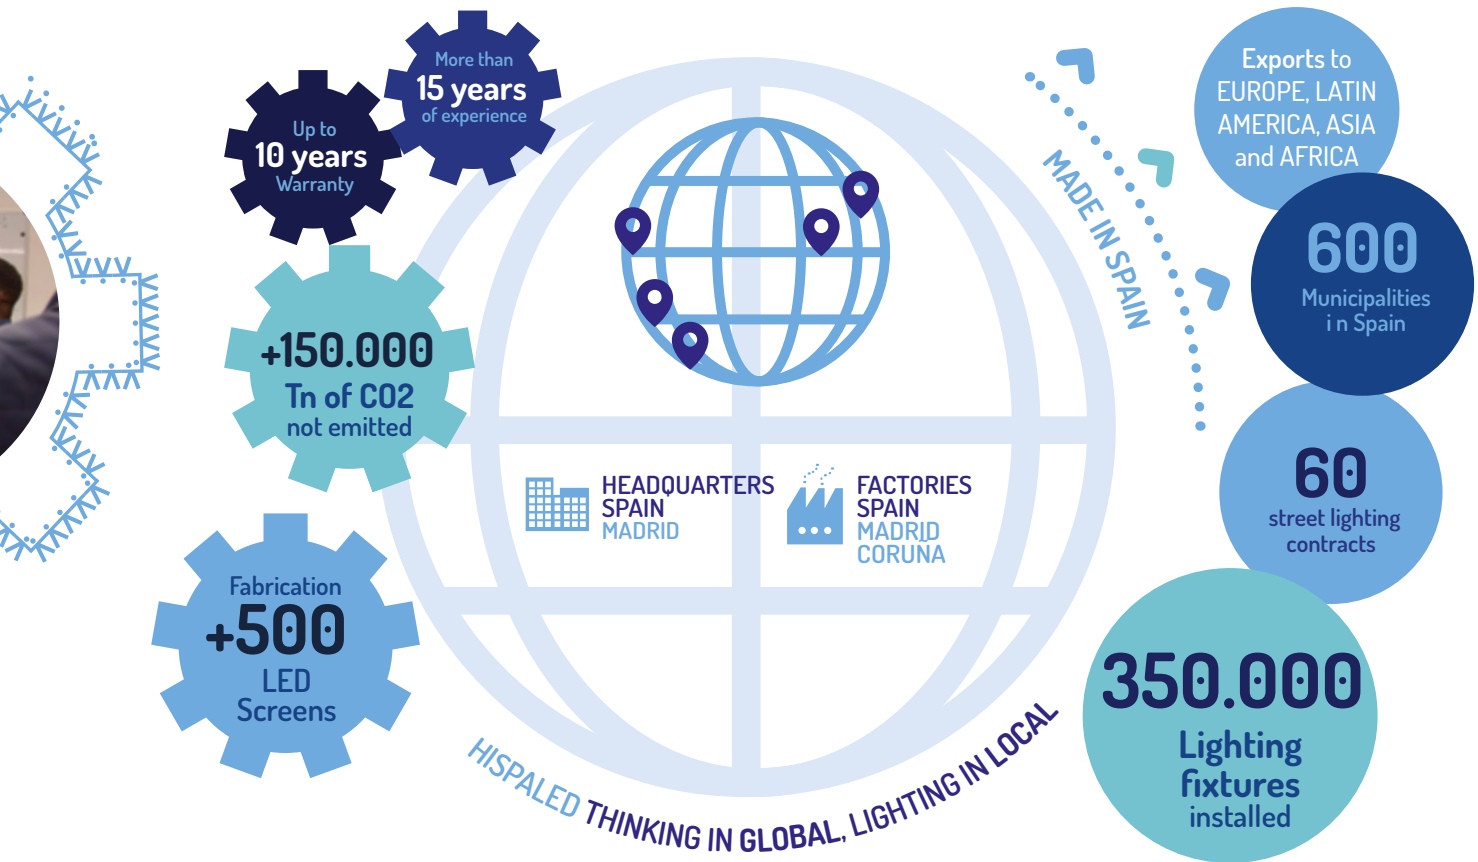 More than
15 years
of experience
Up to
10 years
Warranty
+150.000
Tn of CO2
not emitted
Fabrication
+500
LED
Screens
HEADQUARTERS
SPAIN
MADRID
FACTORIES
SPAIN
MADRID
CORUÑA
HISPALED THINKING IN GLOBAL, LIGHTING IN LOCAL
MADE IN SPAIN
Exports to
EUROPE, LATIN
AMERICA, ASIA
and AFRICA
600
Municipalities
i n Spain
60
street lighting
contracts
350.000
Lighting
fixtures
installed